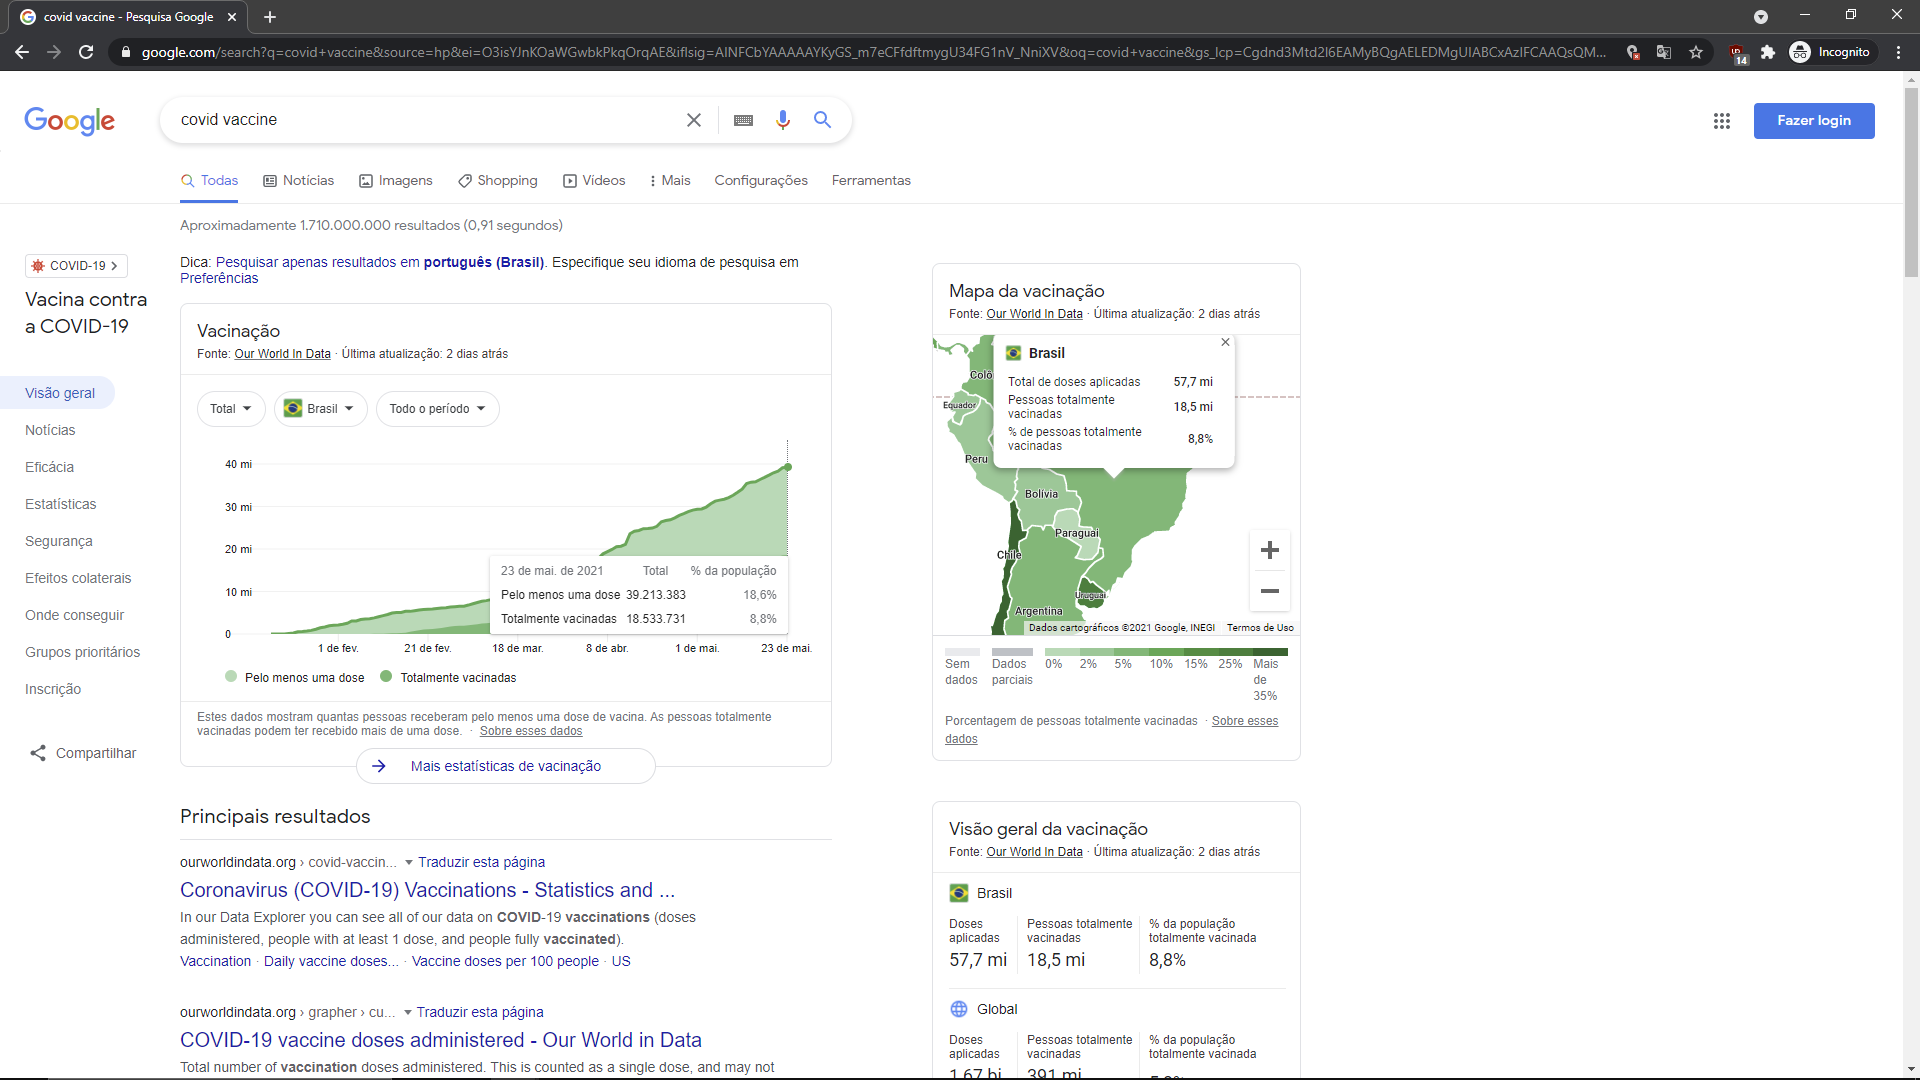 covid vaccine - Pesquisa Google
google.com/search?q=covid+vaccine&source=hp&ei=O3isYJnKOaWGwbkPkqOrqAE&iflsig=AINFCbYAAAAAYKyGS_m7eCFfdftmygU34FG1nV_NniXV&oq=covid+vaccine&gs_lcp=Cgdnd3Mtd2l6EAMyBQgAELEDMgUIABCxAzIFCAAQsQM...
14
Incognito
Google
covid vaccine
Fazer login
Todas
Notícias
Imagens
Shopping
Vídeos
Mais
Configurações
Ferramentas
Aproximadamente 1.710.000.000 resultados (0,91 segundos)
COVID-19
Vacina contra
a COVID-19
Visão geral
Notícias
Eficácia
Estatísticas
Segurança
Efeitos colaterais
Onde conseguir
Grupos prioritários
Inscrição
Compartilhar
Dica: Pesquisar apenas resultados em português (Brasil). Especifique seu idioma de pesquisa em
Preferências
Vacinação
Fonte: Our World In Data · Última atualização: 2 dias atrás
Total
Brasil
Todo o período
40 mi
30 mi
20 mi
10 mi
0
23 de mai. de 2021 Total % da população
Pelo menos uma dose 39.213.383 18,6%
Totalmente vacinadas 18.533.731 8,8%
1 de fev. 21 de fev. 18 de mar. 8 de abr. 1 de mai. 23 de mai.
Pelo menos uma dose Totalmente vacinadas
Estes dados mostram quantas pessoas receberam pelo menos uma dose de vacina. As pessoas totalmente
vacinadas podem ter recebido mais de uma dose. · Sobre esses dados
Mais estatísticas de vacinação
Principais resultados
ourworldindata.org › covid-vaccin... Traduzir esta página
Coronavirus (COVID-19) Vaccinations - Statistics and ...
In our Data Explorer you can see all of our data on COVID-19 vaccinations (doses
administered, people with at least 1 dose, and people fully vaccinated).
Vaccination · Daily vaccine doses... · Vaccine doses per 100 people · US
ourworldindata.org › grapher › cu... Traduzir esta página
COVID-19 vaccine doses administered - Our World in Data
Total number of vaccination doses administered. This is counted as a single dose, and may not
Mapa da vacinação
Fonte: Our World In Data · Última atualização: 2 dias atrás
Brasil
Total de doses aplicadas 57,7 mi
Pessoas totalmente
vacinadas 18,5 mi
% de pessoas totalmente
vacinadas 8,8%
Colô
Equador
Peru
Bolívia
Paraguai
Chile
Uruguai
Argentina
Dados cartográficos ©2021 Google, INEGI Termos de Uso
Sem
dados
Dados
parciais
0% 2% 5% 10% 15% 25% Mais
de
35%
Porcentagem de pessoas totalmente vacinadas · Sobre esses
dados
Visão geral da vacinação
Fonte: Our World In Data · Última atualização: 2 dias atrás
Brasil
Doses
aplicadas
57,7 mi
Pessoas totalmente
vacinadas
18,5 mi
% da população
totalmente vacinada
8,8%
Global
Doses
aplicadas
1,67 bi
Pessoas totalmente
vacinadas
391 mi
% da população
totalmente vacinada